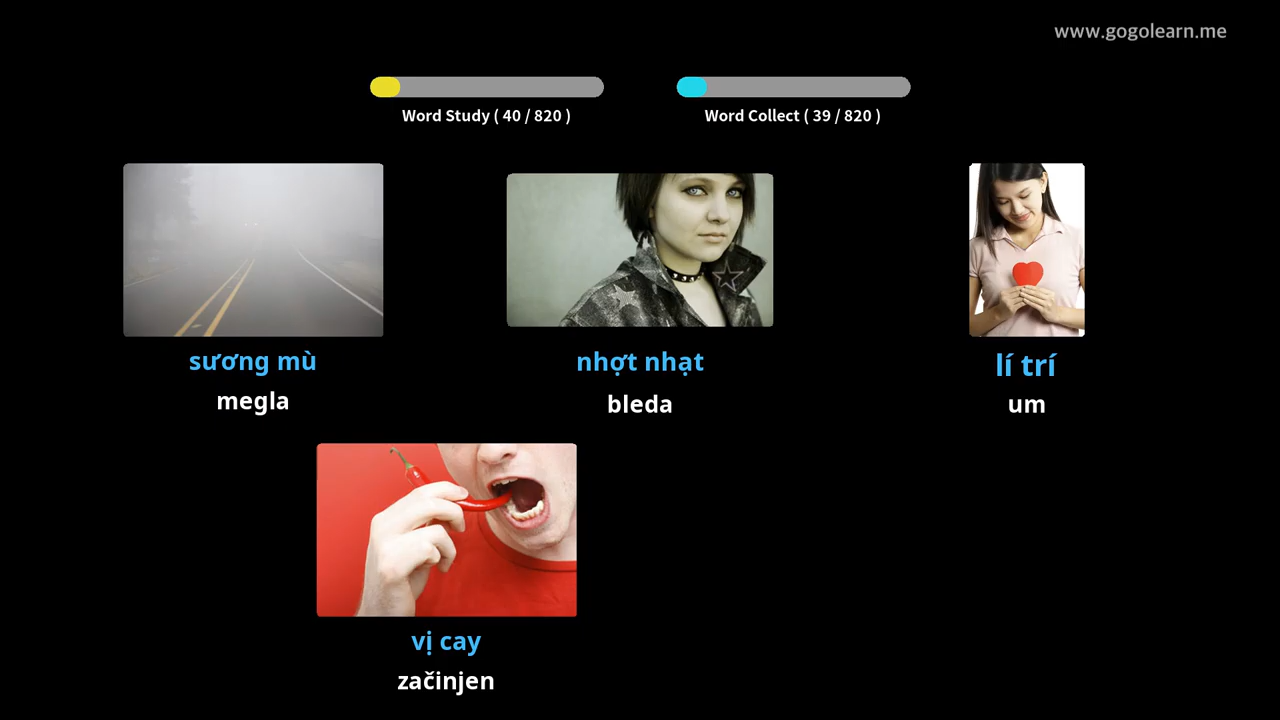 www.gogolearn.me
Word Study ( 40 / 820 )
Word Collect ( 39 / 820 )
sương mù
megla
nhợt nhạt
bleda
lí trí
um
vị cay
začinjen